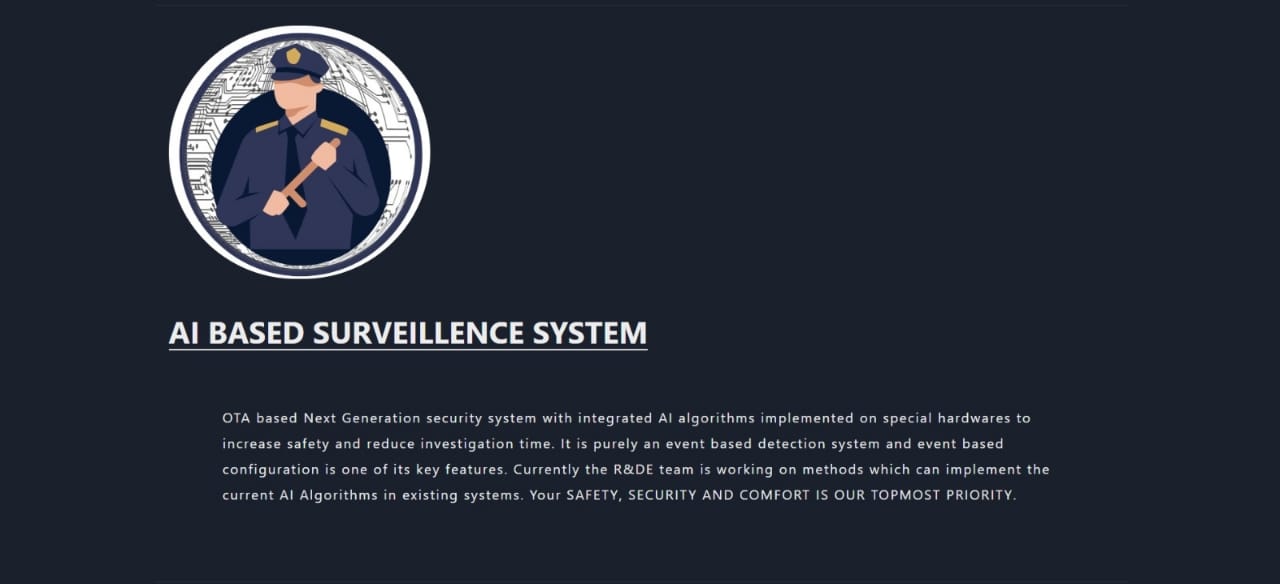 AI BASED SURVEILLENCE SYSTEM
OTA based Next Generation security system with integrated AI algorithms implemented on special hardwares to
increase safety and reduce investigation time. It is purely an event based detection system and event based
configuration is one of its key features. Currently the R&DE team is working on methods which can implement the
current AI Algorithms in existing systems. Your SAFETY, SECURITY AND COMFORT IS OUR TOPMOST PRIORITY.